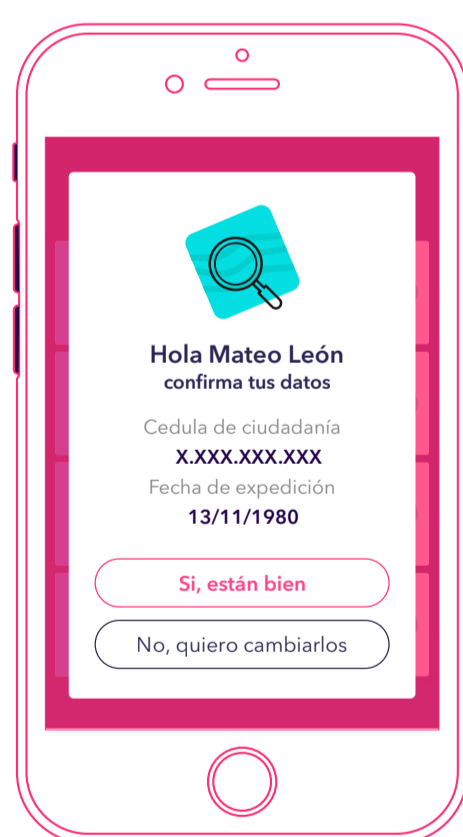 Hola Mateo León
confirma tus datos
Cedula de ciudadanía
X.XXX.XXX.XXX
Fecha de expedición
13/11/1980
Si, están bien
No, quiero cambiarlos